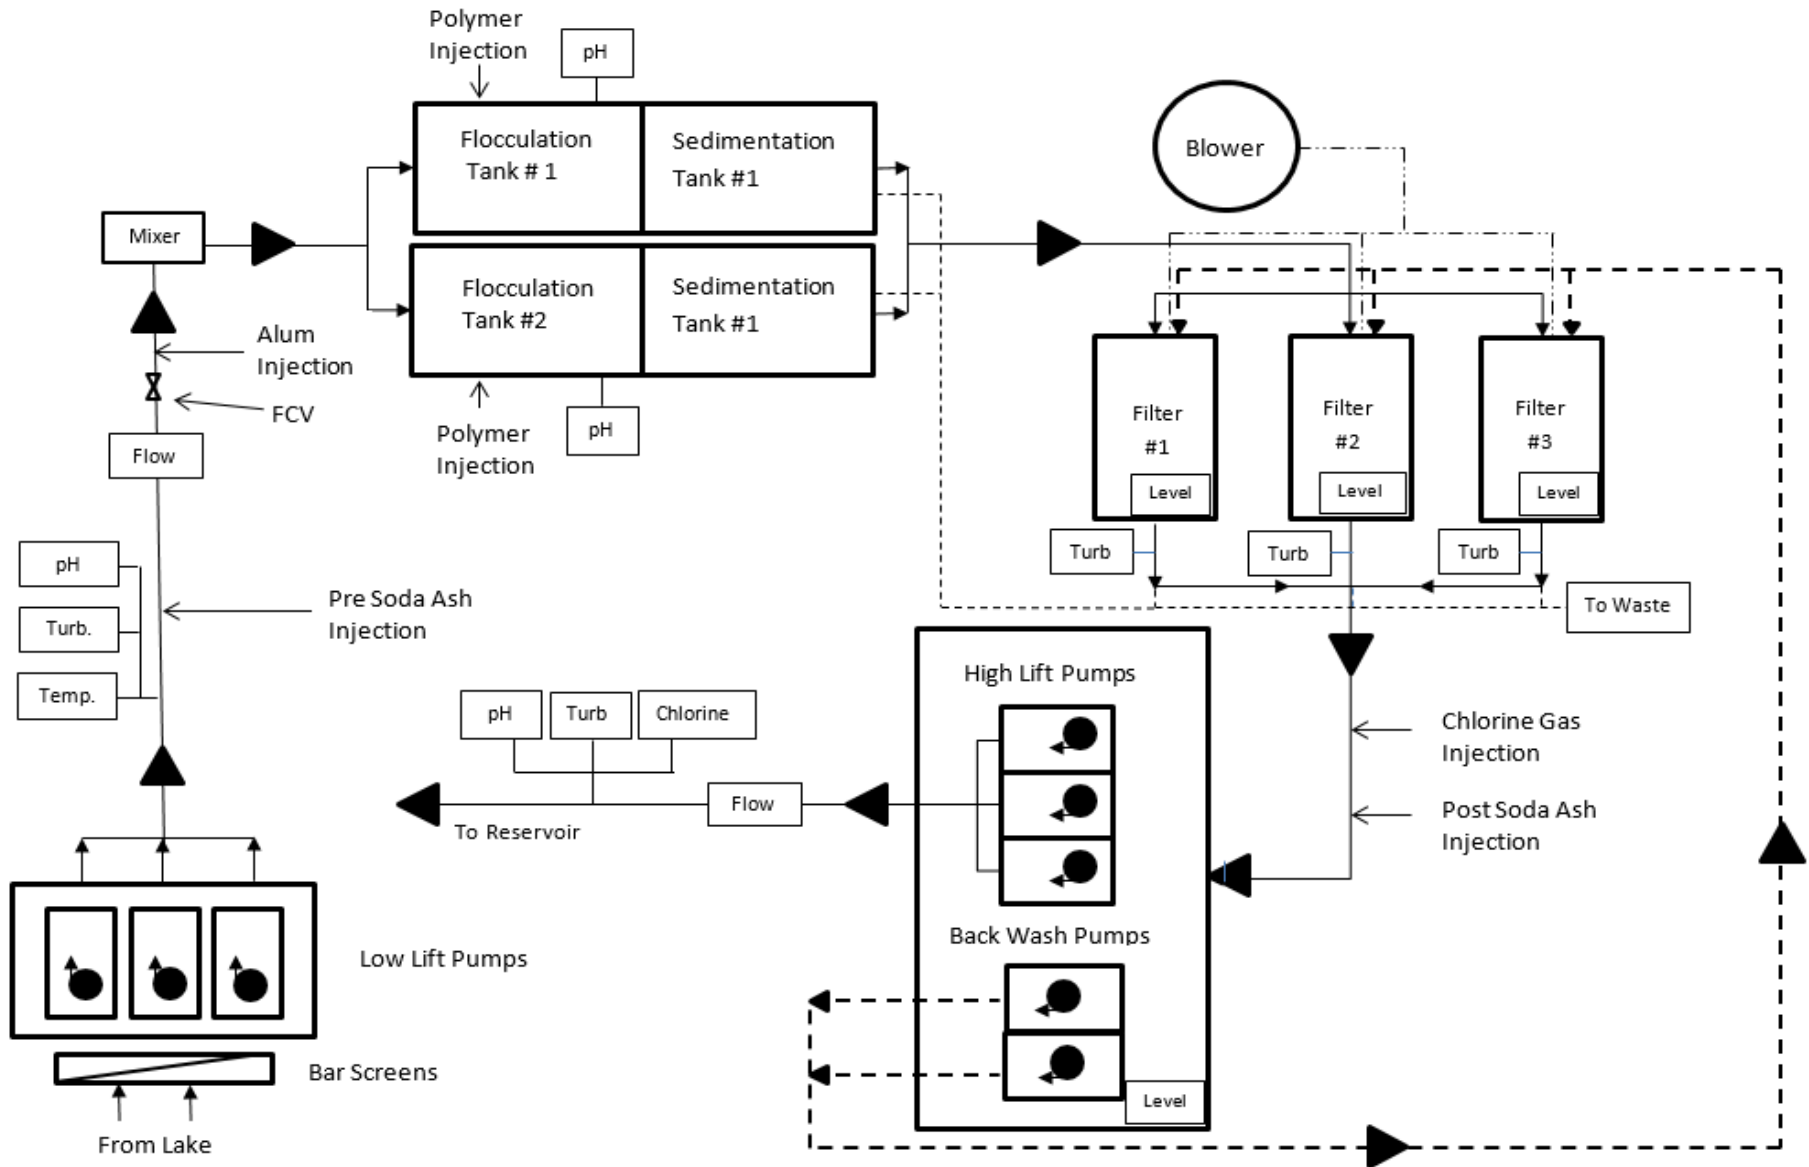 Polymer
Injection
pH
Flocculation
Tank # 1
Sedimentation
Tank #1
Blower
Mixer
Flocculation
Tank #2
Sedimentation
Tank #1
Alum
Injection
FCV
Flow
Polymer
Injection
pH
Filter
#1
Level
Filter
#2
Level
Filter
#3
Level
Turb
Turb
Turb
To Waste
pH
Turb.
Temp.
Pre Soda Ash
Injection
High Lift Pumps
pH
Turb
Chlorine
Chlorine Gas
Injection
Flow
To Reservoir
Post Soda Ash
Injection
Back Wash Pumps
Low Lift Pumps
Bar Screens
Level
From Lake